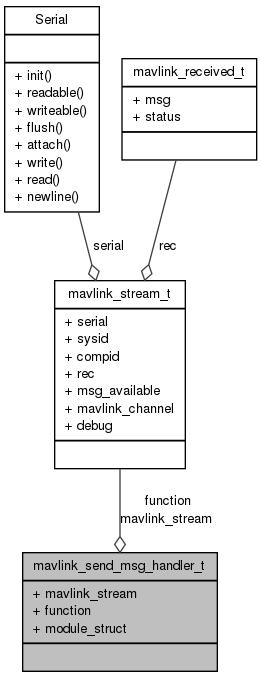 Serial
+ init()
+ readable()
+ writeable()
+ flush()
+ attach()
+ write()
+ read()
+ newline()
mavlink_received_t
+ msg
+ status
serial
rec
mavlink_stream_t
+ serial
+ sysid
+ compid
+ rec
+ msg_available
+ mavlink_channel
+ debug
function
mavlink_stream
mavlink_send_msg_handler_t
+ mavlink_stream
+ function
+ module_struct